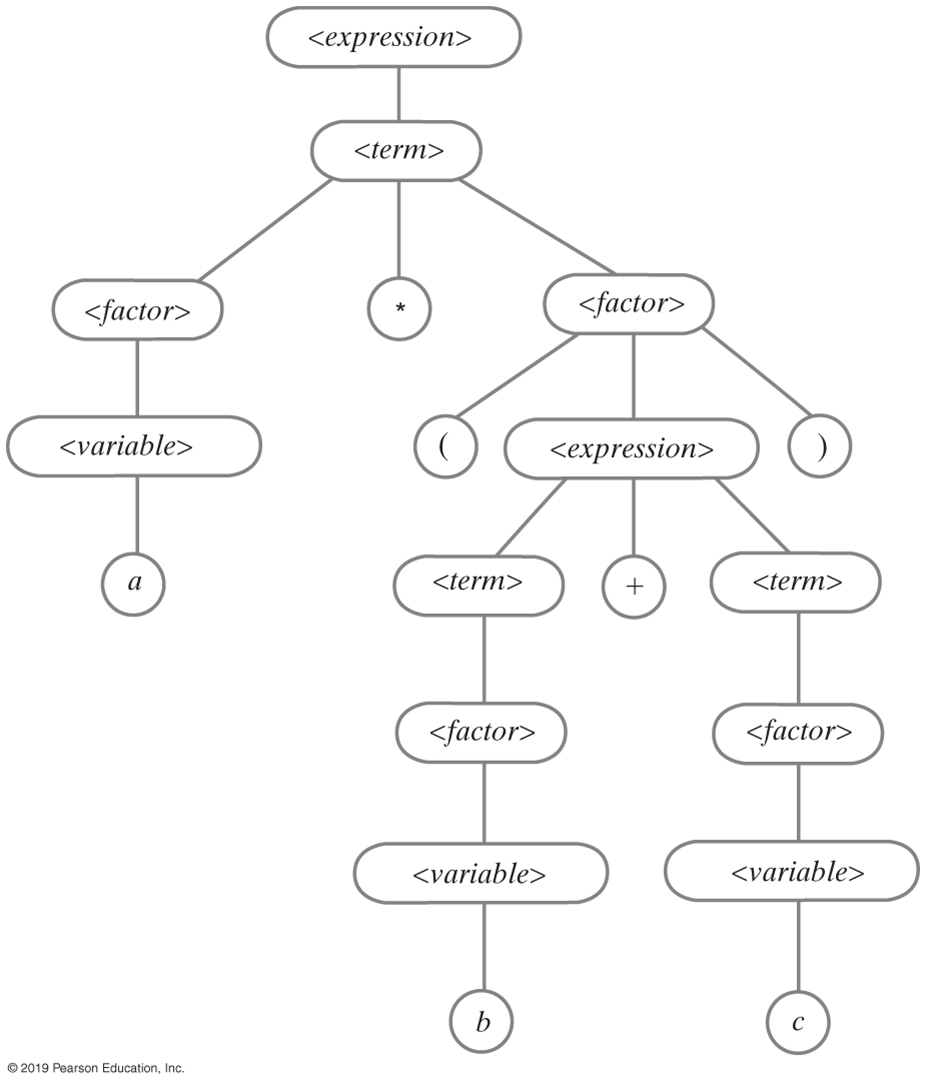 <expression>
<term>
<factor> * <factor>
<variable> ( <expression> )
a <term> + <term>
<factor> <factor>
<variable> <variable>
b c
© 2019 Pearson Education, Inc.